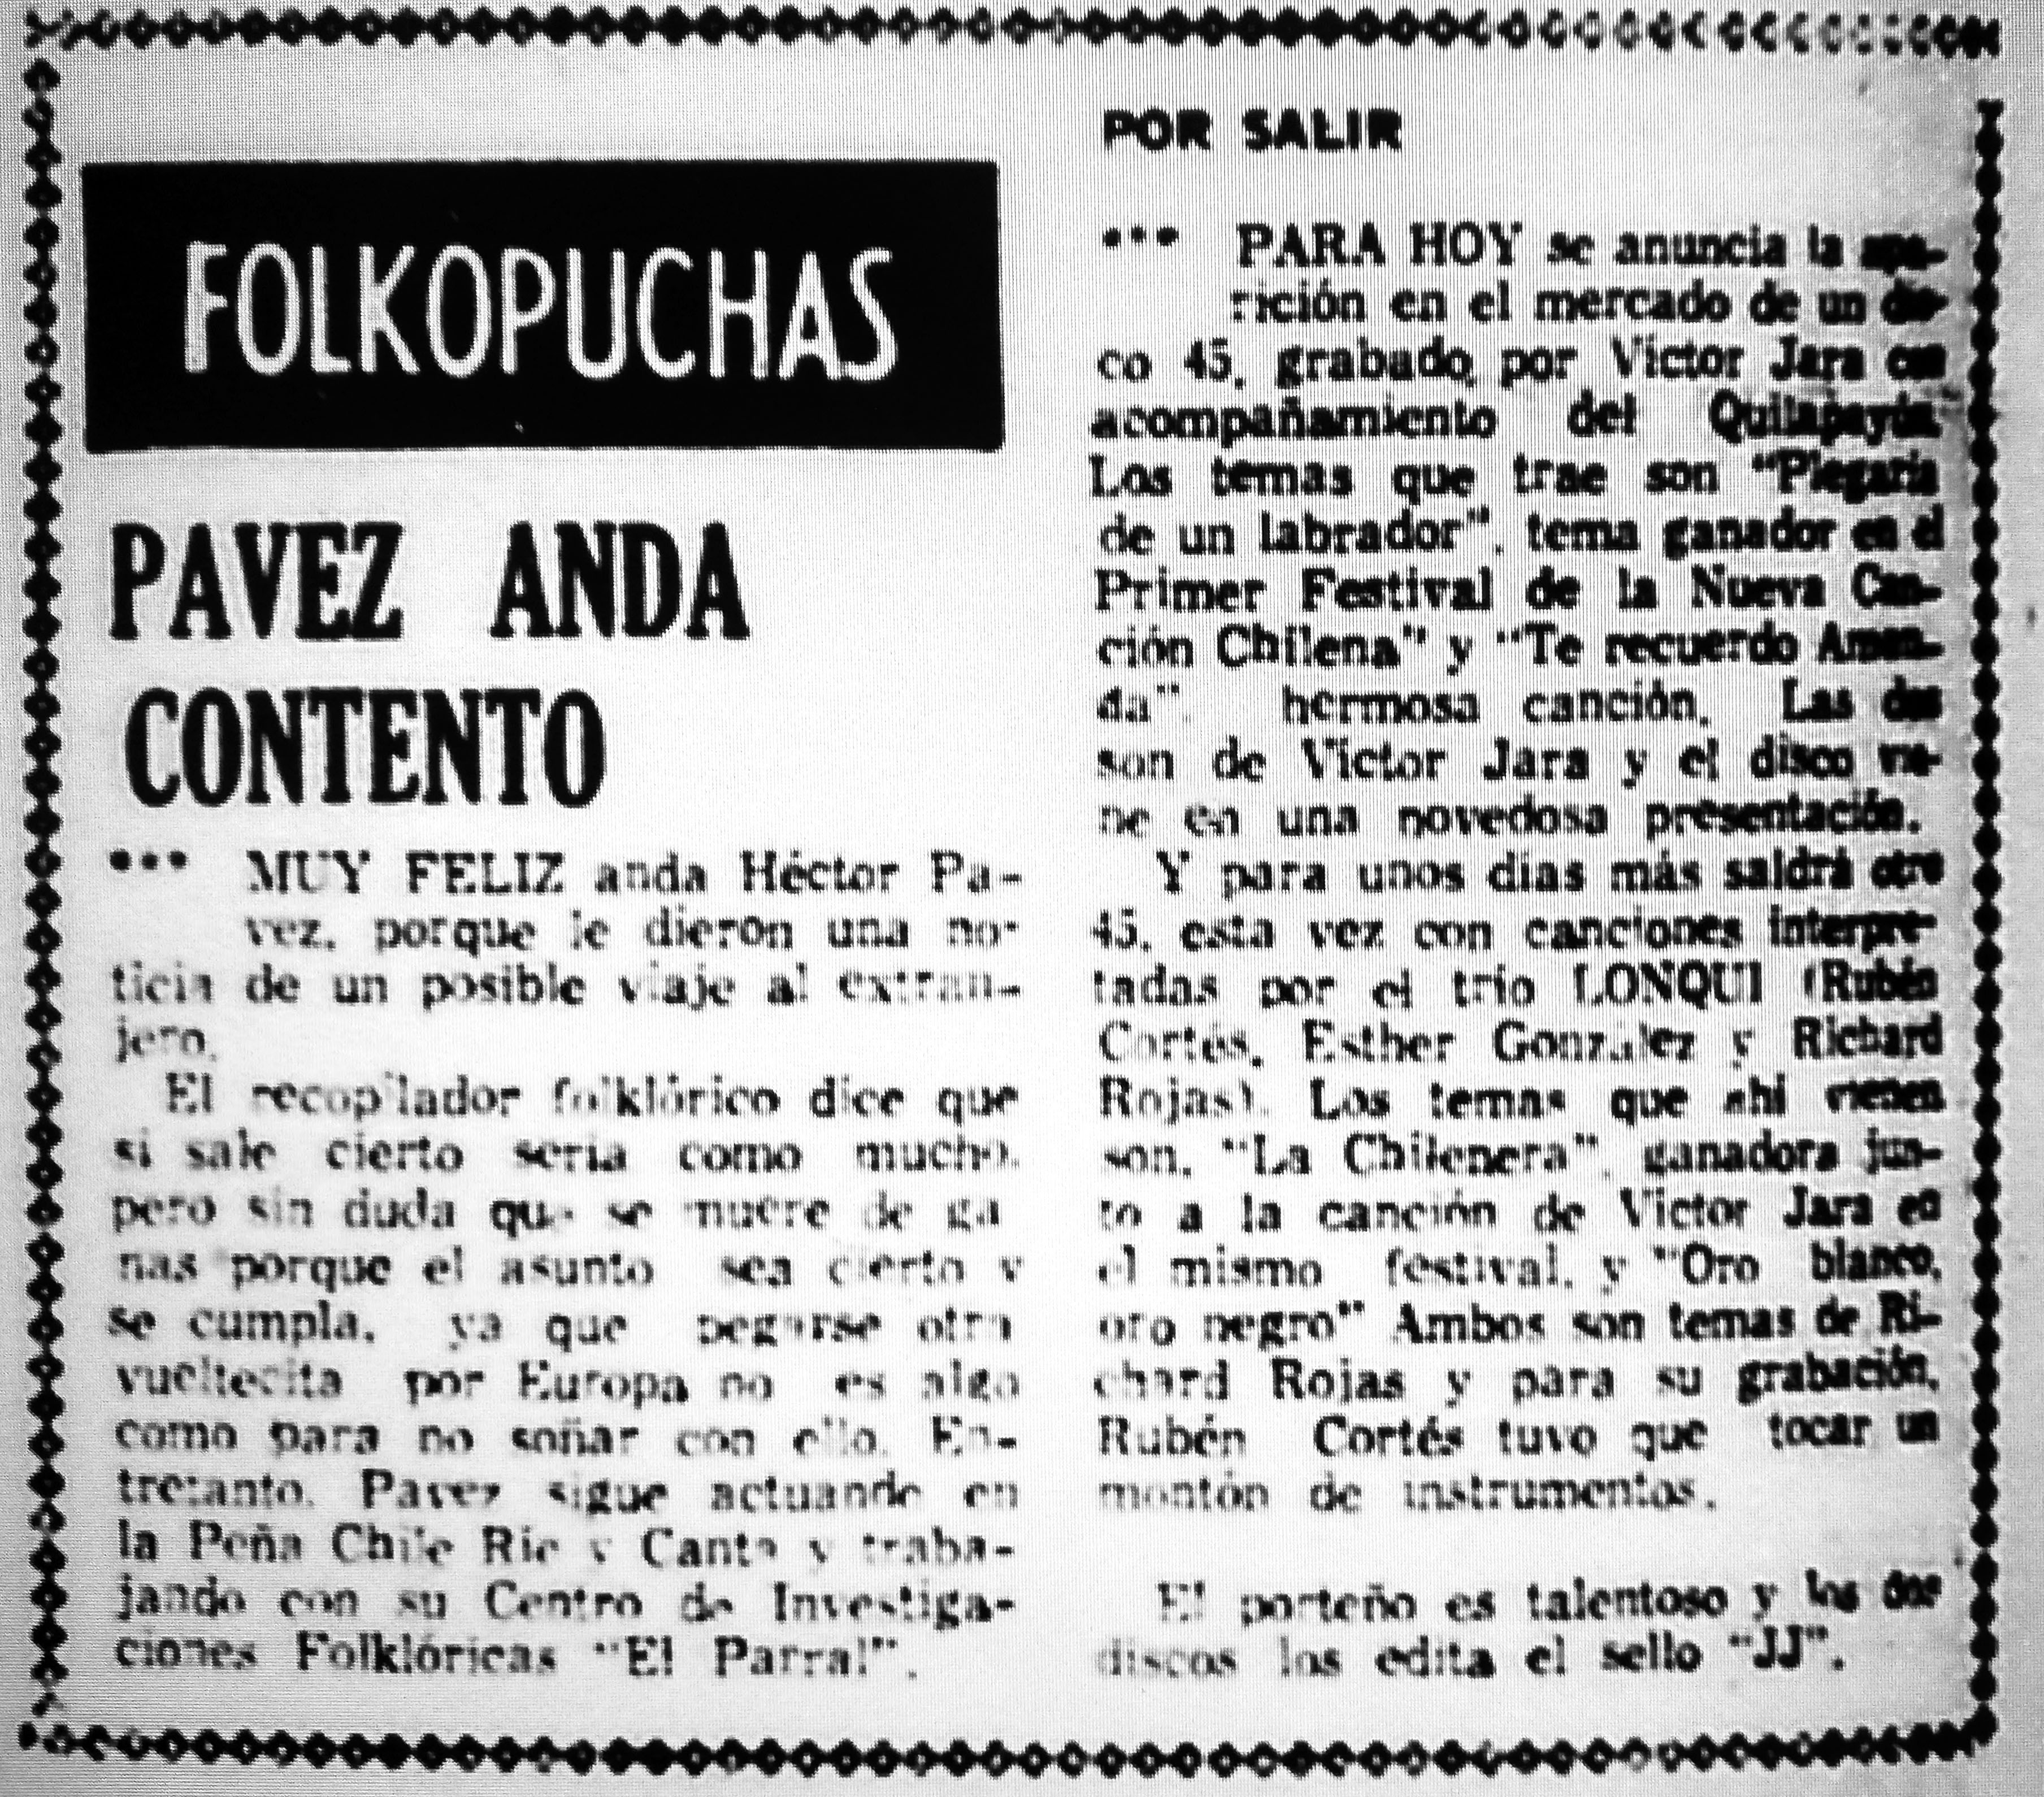 FOLKOPUCHAS
PAVEZ ANDA
CONTENTO
••• MUY FELIZ anda Héctor Pa-
vez, porque le dieron una no-
ticia de un posible viaje al extran-
jero.
El recopilador folklórico dice que
si sale cierto sería como mucho,
pero sin duda que se muere de ga
nas porque el asunto sea cierto y
se cumpla, ya que pegarse otra
vueltecita por Europa no es algo
como para no soñar con ello. En-
tretanto, Pavez sigue actuando en
la Peña Chile Ríe y Canta y traba-
jando con su Centro de Investiga-
ciones Folklóricas "El Parral".
POR SALIR
••• PARA HOY se anuncia la apa-
rición en el mercado de un dis-
co 45, grabado por Víctor Jara con
acompañamiento del Quilapayún.
Los temas que trae son "Plegaria
de un labrador", tema ganador en el
Primer Festival de la Nueva Can-
ción Chilena" y "Te recuerdo Aman-
da", hermosa canción. Las dos
son de Víctor Jara y el disco vie-
ne en una novedosa presentación.
Y para unos días más saldrá otro
45, esta vez con canciones interpre-
tadas por el trío LONQUI (Rubén
Cortés, Esther González y Richard
Rojas). Los temas que ahí vienen
son, "La Chilenera", ganadora jun-
to a la canción de Víctor Jara en
el mismo festival, y "Oro blanco,
oro negro" Ambos son temas de Ri-
chard Rojas y para su grabación,
Rubén Cortés tuvo que tocar un
montón de instrumentos.
El porteño es talentoso y los dos
discos los edita el sello "JJ".